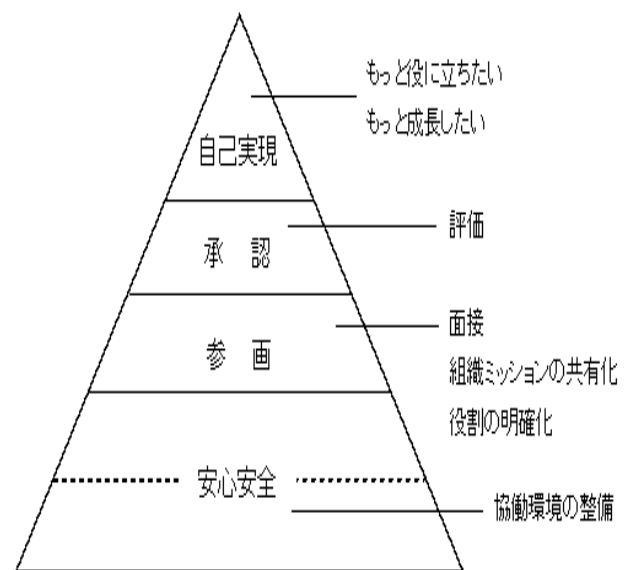 もっと役に立ちたい
もっと成長したい
自己実現
評価
承　認
面接
参　画
組織ミッションの共有化
役割の明確化
安心安全
協働環境の整備